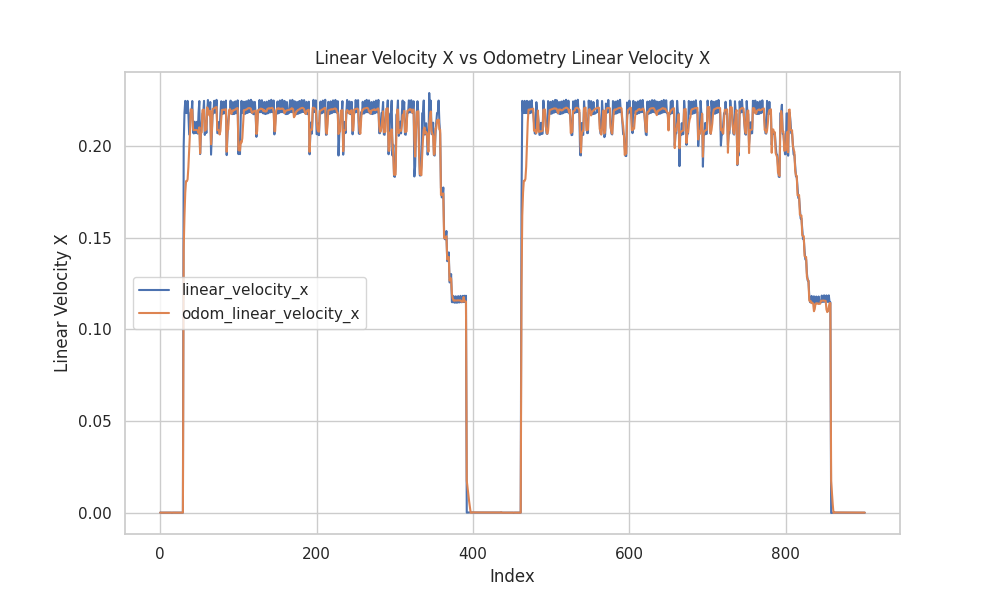 Linear Velocity X vs Odometry Linear Velocity X
0.20
0.15
0.10
0.05
0.00
Linear Velocity X
linear_velocity_x
odom_linear_velocity_x
0 200 400 600 800
Index